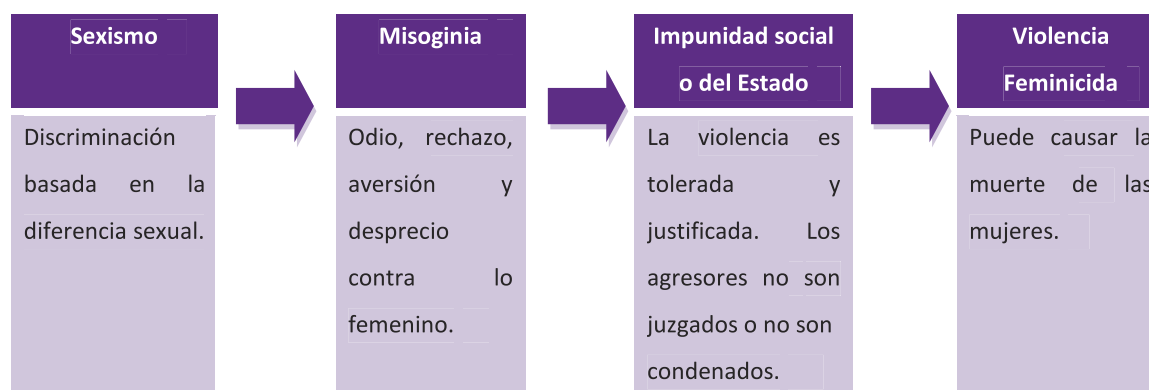 Sexismo
Discriminación
basada en la
diferencia sexual.
Misoginia
Odio, rechazo,
aversión y
desprecio
contra lo
femenino.
Impunidad social
o del Estado
La violencia es
tolerada y
justificada. Los
agresores no son
juzgados o no son
condenados.
Violencia
Feminicida
Puede causar la
muerte de las
mujeres.